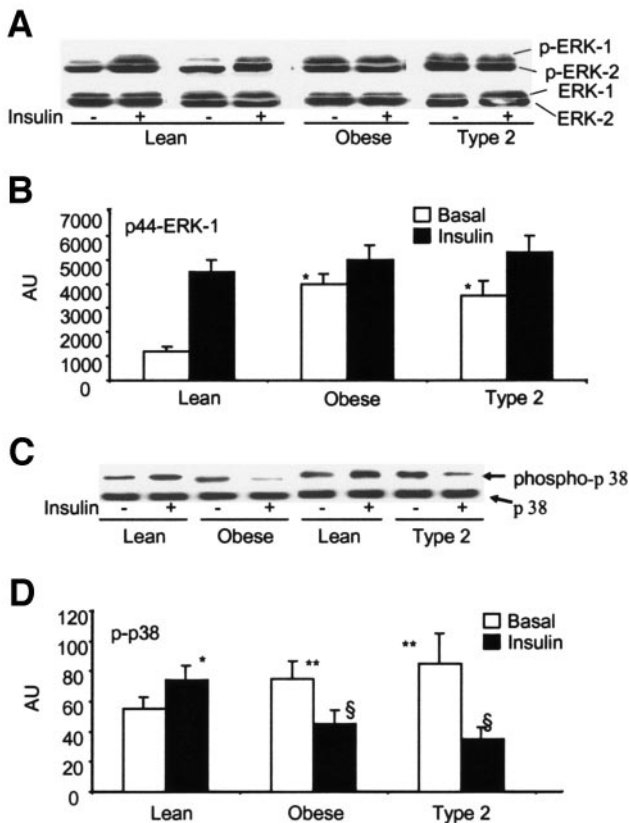 A
p-ERK-1
p-ERK-2
ERK-1
ERK-2
Insulin - + - + - + - +
Lean Obese Type 2
B
7000
6000
5000
4000
3000
2000
1000
0
AU
p44-ERK-1
Basal
Insulin
*
*
Lean Obese Type 2
C
phospho-p 38
p 38
Insulin - + - + - + - +
Lean Obese Lean Type 2
D
120
100
80
60
40
20
0
AU
p-p38
Basal
Insulin
* ** § ** §
Lean Obese Type 2